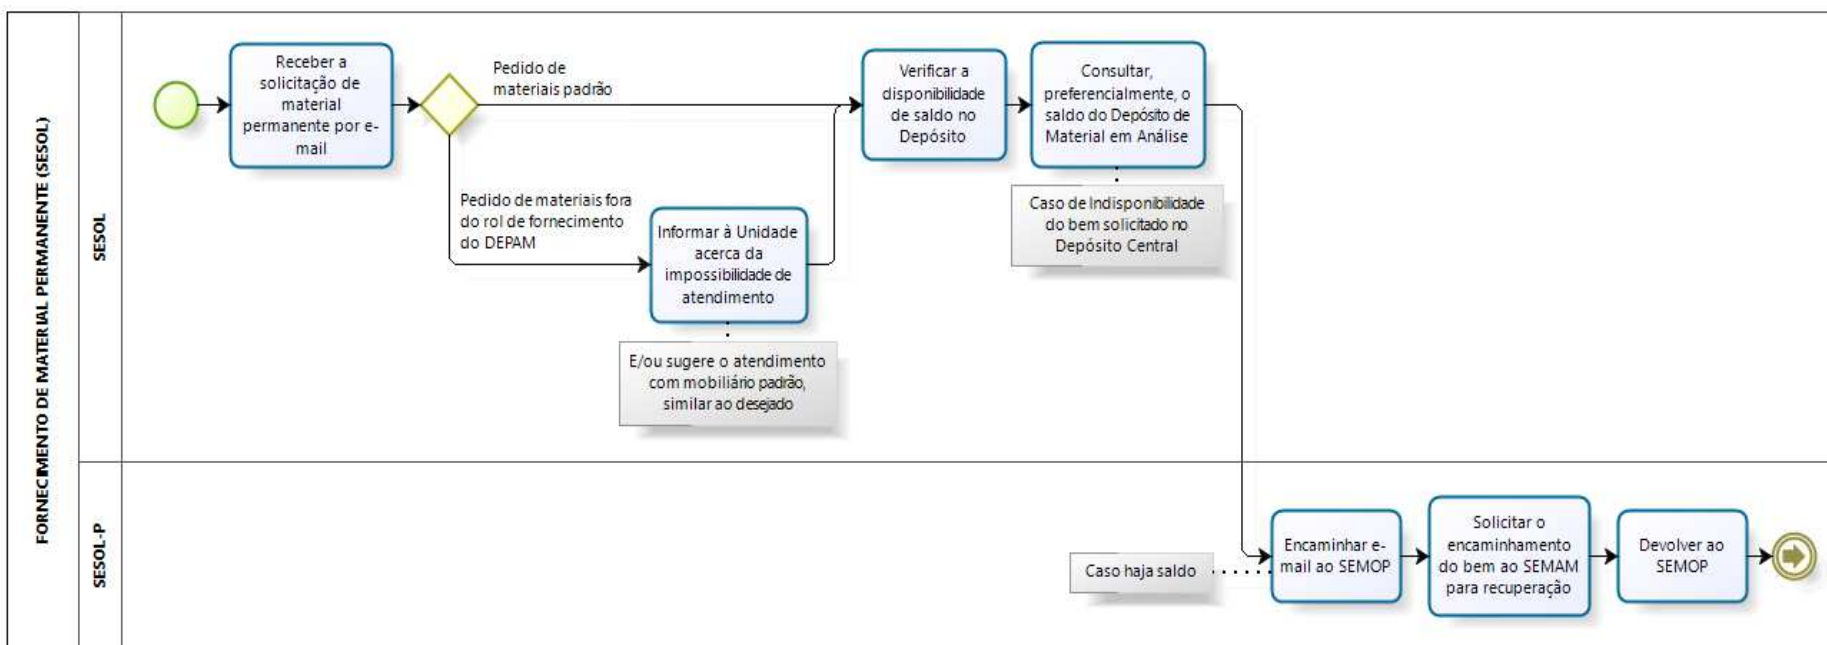 FORNECIMENTO DE MATERIAL PERMANENTE (SESOL)
SESOL
Receber a
solicitação de
material
permanente por e-
mail
Pedido de
materiais padrão
Pedido de materiais fora
do rol de fornecimento
do DEPAM
Informar à Unidade
acerca da
impossibilidade de
atendimento
E/ou sugere o atendimento
com mobiliário padrão,
similar ao desejado
Verificar a
disponibilidade
de saldo no
Depósito
Consultar,
preferencialmente, o
saldo do Depósito de
Material em Análise
Caso de Indisponibilidade
do bem solicitado no
Depósito Central
SESOL-P
Caso haja saldo
Encaminhar e-
mail ao SEMOP
Solicitar o
encaminhamento
do bem ao SEMAM
para recuperação
Devolver ao
SEMOP